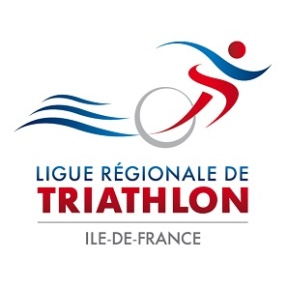 LIGUE RÉGIONALE DE
TRIATHLON
ILE-DE-FRANCE